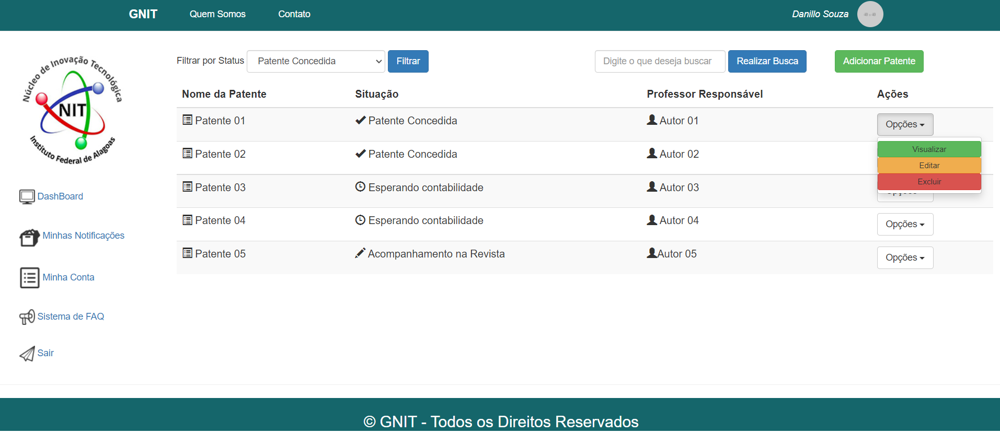 GNIT Quem Somos Contato Danillo Souza
Núcleo de Inovação Tecnológica
NIT
Instituto Federal de Alagoas
Filtrar por Status Patente Concedida Filtrar Digite o que deseja buscar Realizar Busca Adicionar Patente
Nome da Patente Situação Professor Responsável Ações
Patente 01 Patente Concedida Autor 01 Opções
Visualizar
Editar
Excluir
Patente 02 Patente Concedida Autor 02
Patente 03 Esperando contabilidade Autor 03
Patente 04 Esperando contabilidade Autor 04 Opções
Patente 05 Acompanhamento na Revista Autor 05 Opções
DashBoard
Minhas Notificações
Minha Conta
Sistema de FAQ
Sair
© GNIT - Todos os Direitos Reservados